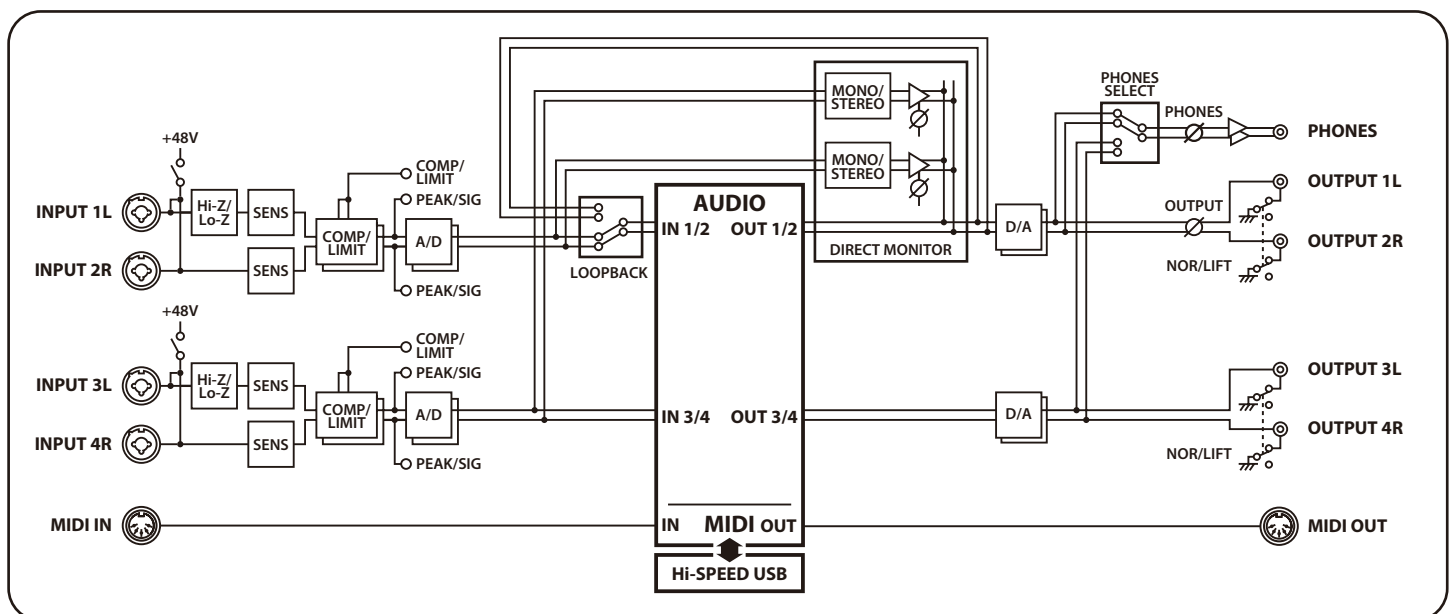 +48V
INPUT 1L
Hi-Z/
Lo-Z
SENS
COMP/
LIMIT
COMP/
LIMIT
PEAK/SIG
A/D
PEAK/SIG
INPUT 2R
SENS
LOOPBACK
MONO/
STEREO
MONO/
STEREO
DIRECT MONITOR
AUDIO
IN 1/2
OUT 1/2
D/A
PHONES
SELECT
PHONES
PHONES
OUTPUT
OUTPUT 1L
OUTPUT 2R
NOR/LIFT
+48V
INPUT 3L
Hi-Z/
Lo-Z
SENS
COMP/
LIMIT
COMP/
LIMIT
PEAK/SIG
A/D
PEAK/SIG
INPUT 4R
SENS
IN 3/4
OUT 3/4
D/A
OUTPUT 3L
OUTPUT 4R
NOR/LIFT
MIDI IN
IN
MIDI
OUT
MIDI OUT
Hi-SPEED USB